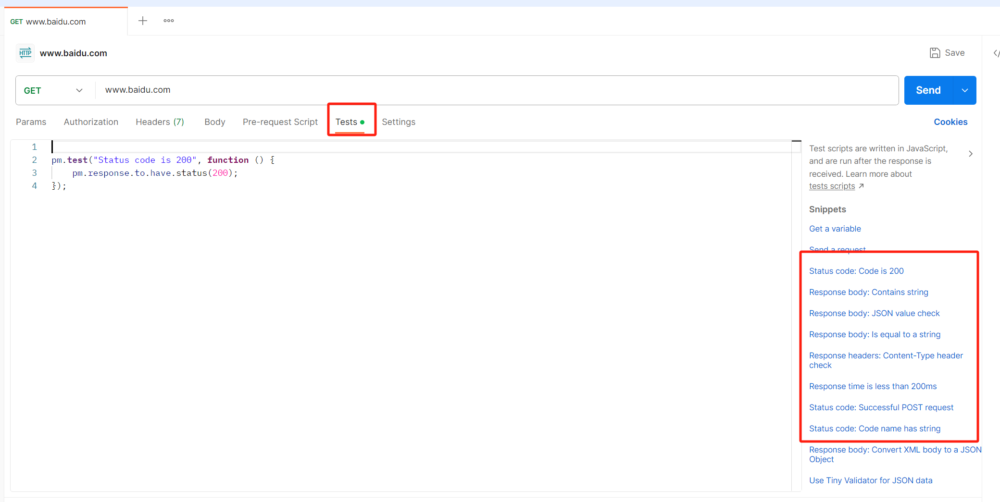 GET www.baidu.com
HTTP www.baidu.com
Save
GET www.baidu.com
Send
Params Authorization Headers (7) Body Pre-request Script Tests Settings
Cookies
1
2 pm.test("Status code is 200", function () {
3 pm.response.to.have.status(200);
4 });
Test scripts are written in JavaScript,
and are run after the response is
received. Learn more about
tests scripts ↗
Snippets
Get a variable
Send a request
Status code: Code is 200
Response body: Contains string
Response body: JSON value check
Response body: Is equal to a string
Response headers: Content-Type header
check
Response time is less than 200ms
Status code: Successful POST request
Status code: Code name has string
Response body: Convert XML body to a JSON
Object
Use Tiny Validator for JSON data